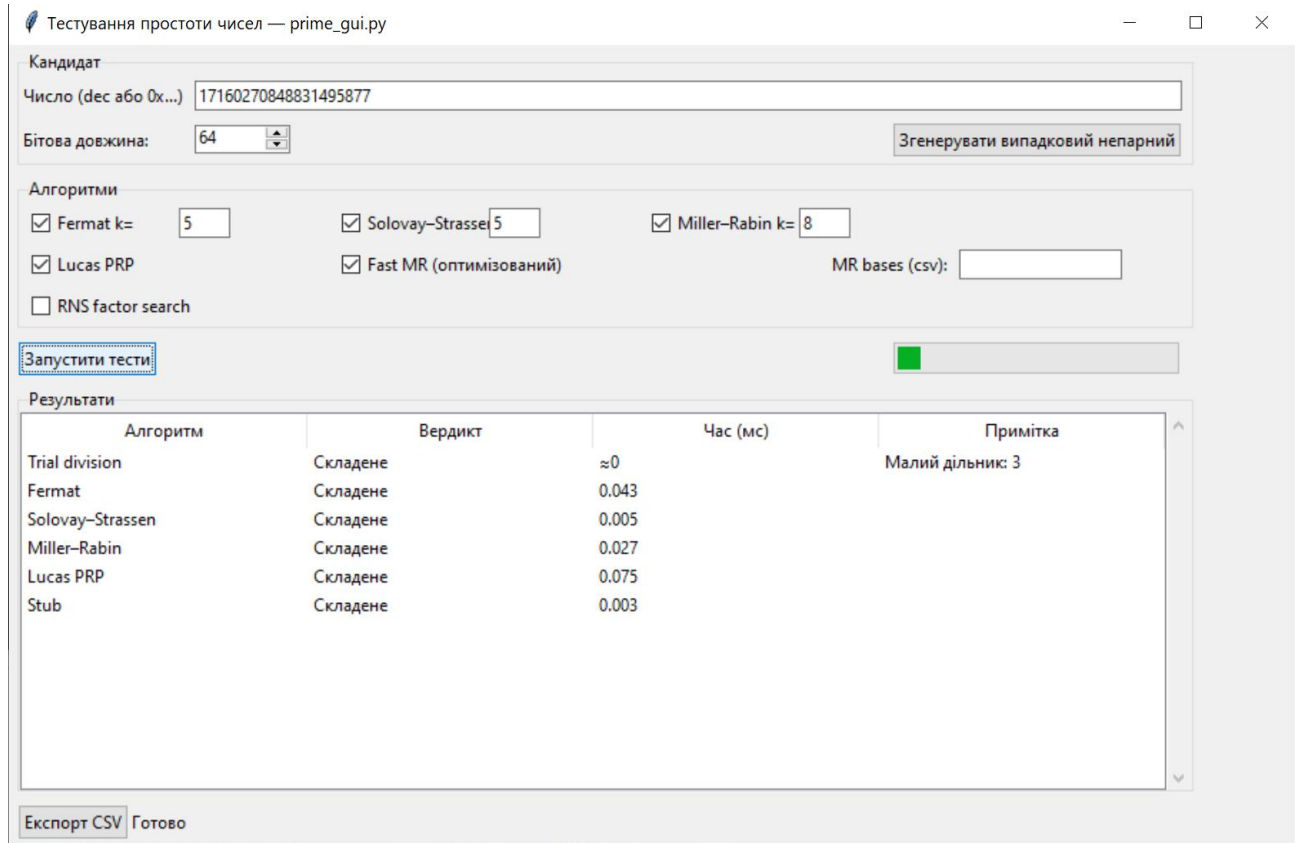 Тестування простоти чисел — prime_gui.py
Кандидат
Число (dec або 0x...) 17160270848831495877
Бітова довжина: 64 Згенерувати випадковий непарний
Алгоритми
Fermat k= 5 Solovay–Strassen 5 Miller–Rabin k= 8
Lucas PRP Fast MR (оптимізований) MR bases (csv):
RNS factor search
Запустити тести
Результати
Алгоритм Вердикт Час (мс) Примітка
Trial division Складене ≈0 Малий дільник: 3
Fermat Складене 0.043
Solovay–Strassen Складене 0.005
Miller–Rabin Складене 0.027
Lucas PRP Складене 0.075
Stub Складене 0.003
Експорт CSV Готово